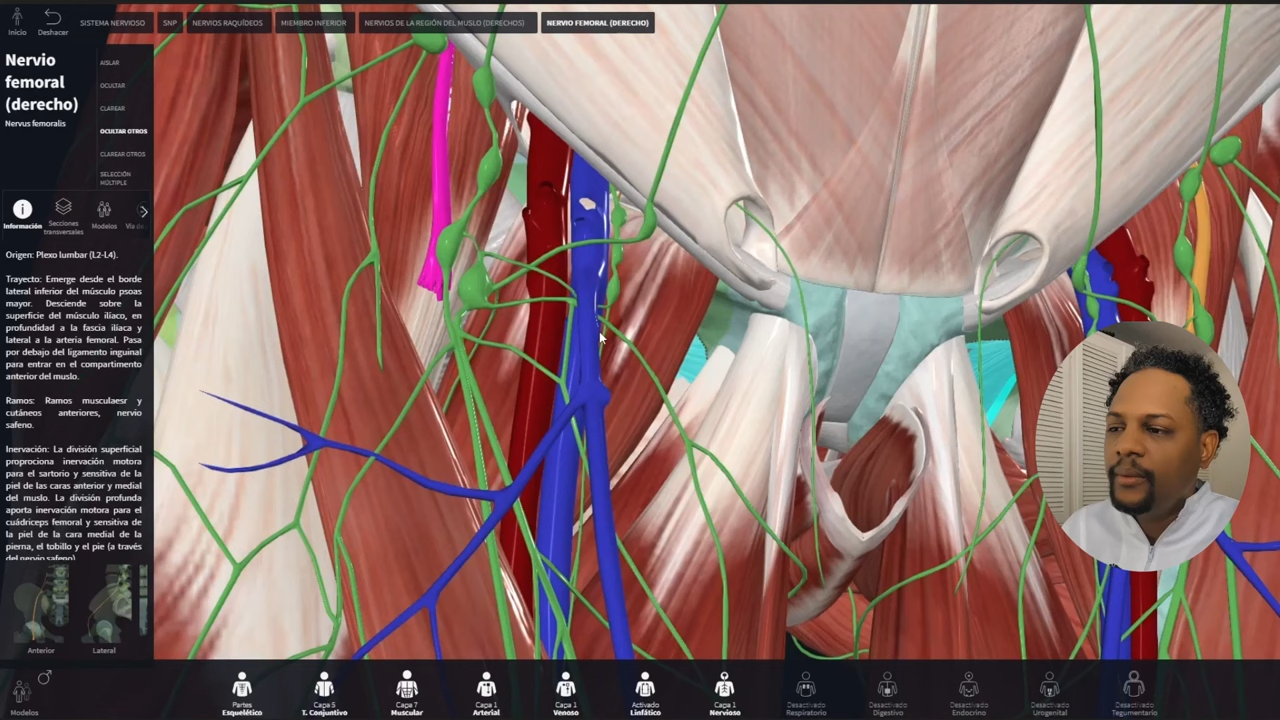 Inicio
Deshacer
SISTEMA NERVIOSO
SNP
NERVIOS RAQUÍDEOS
MIEMBRO INFERIOR
NERVIOS DE LA REGIÓN DEL MUSLO (DERECHOS)
NERVIO FEMORAL (DERECHO)
Nervio
femoral
(derecho)
Nervus femoralis
AISLAR
OCULTAR
CLAREAR
OCULTAR OTROS
CLAREAR OTROS
SELECCIÓN
MÚLTIPLE
Información
Secciones
transversales
Modelos
Origen: Plexo lumbar (L2-L4).
Trayecto: Emerge desde el borde
lateral inferior del músculo psoas
mayor. Desciende sobre la
superficie del músculo ilíaco, en
profundidad a la fascia ilíaca y
lateral a la arteria femoral. Pasa
por debajo del ligamento inguinal
para entrar en el compartimento
anterior del muslo.
Ramos: Ramos musculaesr y
cutáneos anteriores, nervio
safeno.
Inervación: La división superficial
proprociona inervación motora
para el sartorio y sensitiva de la
piel de las caras anterior y medial
del muslo. La división profunda
aporta inervación motora para el
cuádriceps femoral y sensitiva de
la piel de la cara medial de la
pierna, el tobillo y el pie (a través
del nervio safeno)
Anterior
Lateral
Modelos
Partes
Esquelético
Capa 5
T. Conjuntivo
Capa 7
Muscular
Capa 1
Arterial
Capa 1
Venoso
Activado
Linfático
Capa 1
Nervioso
Desactivado
Respiratorio
Desactivado
Digestivo
Desactivado
Endocrino
Desactivado
Urogenital
Desactivado
Tegumentario